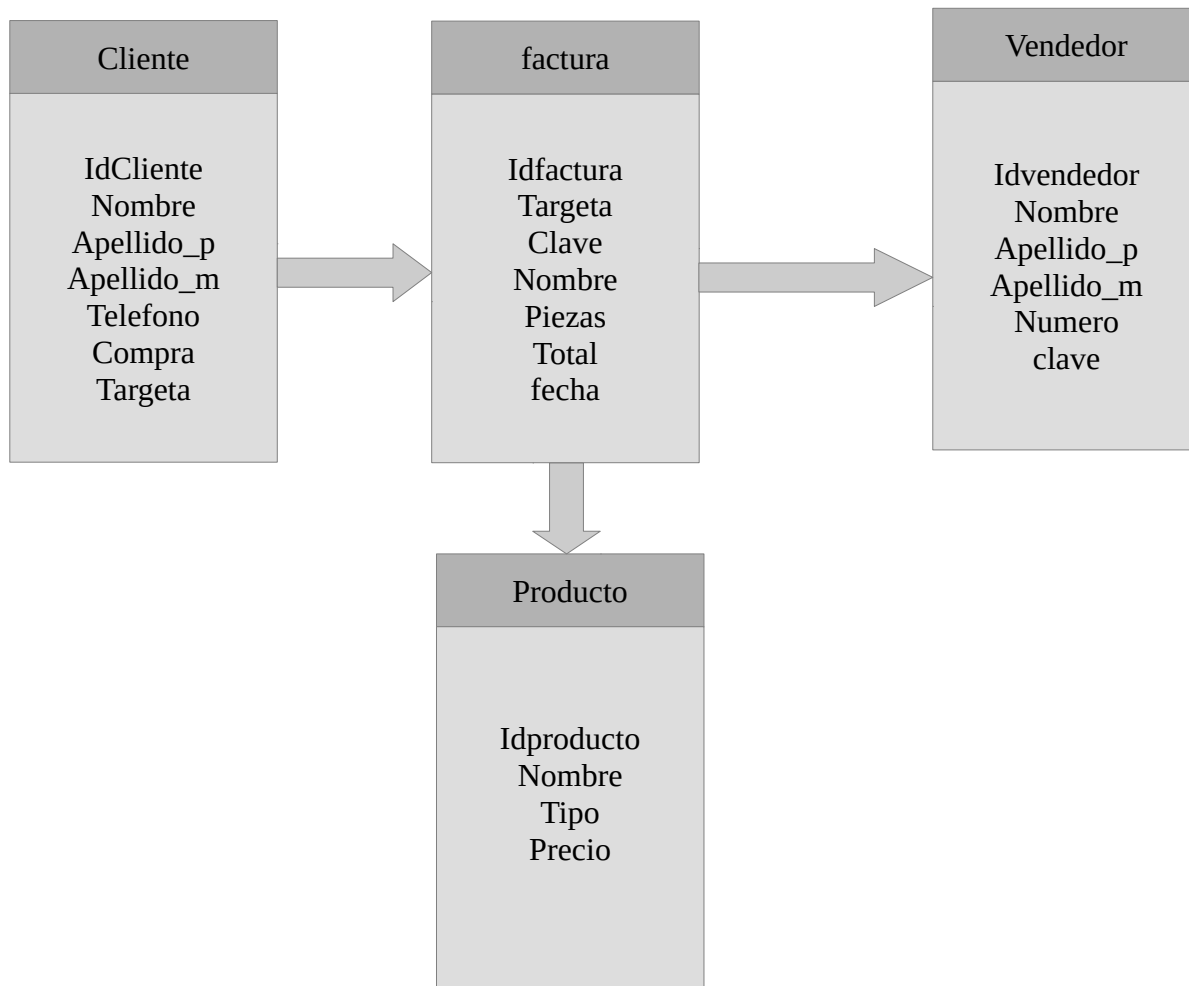 Cliente
IdCliente
Nombre
Apellido_p
Apellido_m
Telefono
Compra
Targeta
factura
Idfactura
Targeta
Clave
Nombre
Piezas
Total
fecha
Vendedor
Idvendedor
Nombre
Apellido_p
Apellido_m
Numero
clave
Producto
Idproducto
Nombre
Tipo
Precio